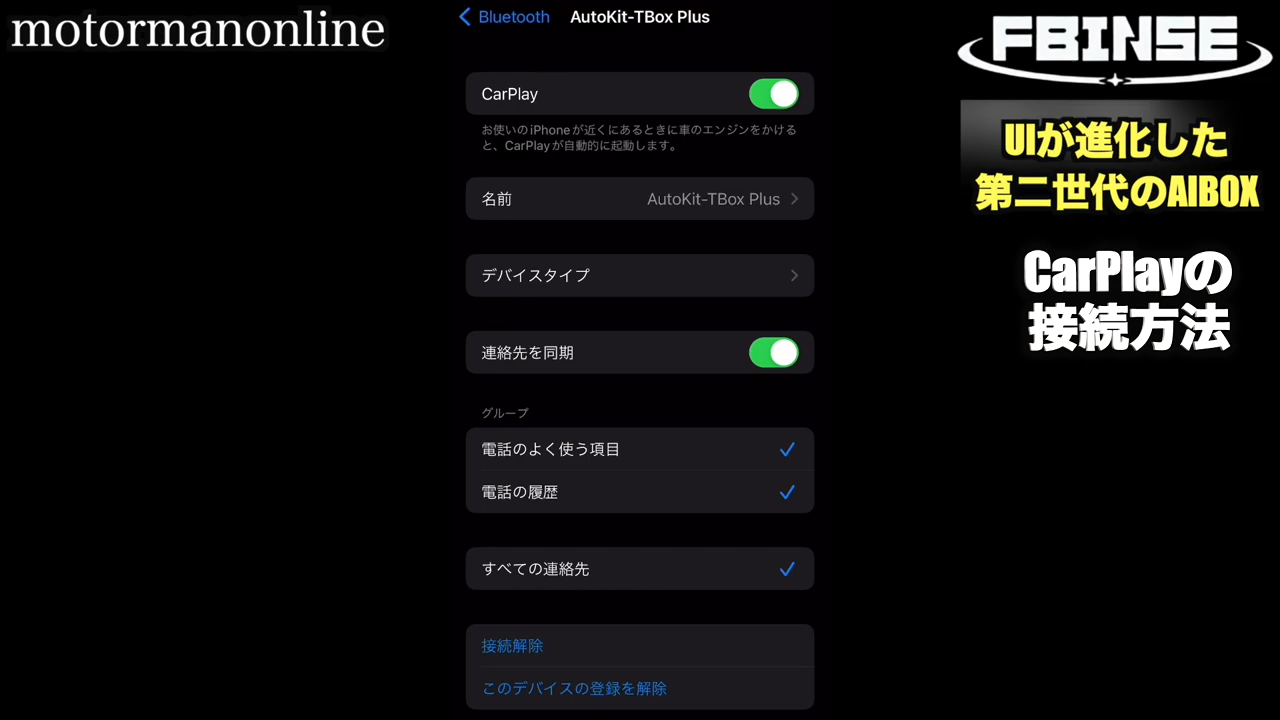 motormanonline
Bluetooth
AutoKit-TBox Plus
CarPlay
お使いのiPhoneが近くにあるときに車のエンジンをかける
と、CarPlayが自動的に起動します。
名前
AutoKit-TBox Plus
デバイスタイプ
連絡先を同期
グループ
電話のよく使う項目
電話の履歴
すべての連絡先
接続解除
このデバイスの登録を解除
FBINSE
UIが進化した
第二世代のAIBOX
CarPlayの
接続方法